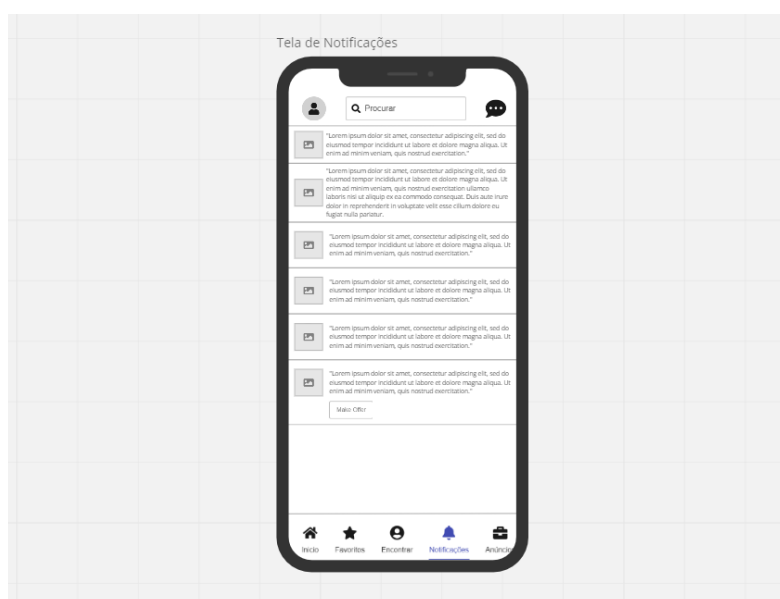 Tela de Notificações
Procurar
"Lorem ipsum dolor sit amet, consectetur adipiscing elit, sed do
eiusmod tempor incididunt ut labore et dolore magna aliqua. Ut
enim ad minim veniam, quis nostrud exercitation."
"Lorem ipsum dolor sit amet, consectetur adipiscing elit, sed do
eiusmod tempor incididunt ut labore et dolore magna aliqua. Ut
enim ad minim veniam, quis nostrud exercitation ullamco
laboris nisi ut aliquip ex ea commodo consequat. Duis aute irure
dolor in reprehenderit in voluptate velit esse cillum dolore eu
fugiat nulla pariatur.
"Lorem ipsum dolor sit amet, consectetur adipiscing elit, sed do
eiusmod tempor incididunt ut labore et dolore magna aliqua. Ut
enim ad minim veniam, quis nostrud exercitation."
"Lorem ipsum dolor sit amet, consectetur adipiscing elit, sed do
eiusmod tempor incididunt ut labore et dolore magna aliqua. Ut
enim ad minim veniam, quis nostrud exercitation."
"Lorem ipsum dolor sit amet, consectetur adipiscing elit, sed do
eiusmod tempor incididunt ut labore et dolore magna aliqua. Ut
enim ad minim veniam, quis nostrud exercitation."
"Lorem ipsum dolor sit amet, consectetur adipiscing elit, sed do
eiusmod tempor incididunt ut labore et dolore magna aliqua. Ut
enim ad minim veniam, quis nostrud exercitation."
Make Offer
Inicio Favoritos Encontrar Notificações Anúncio